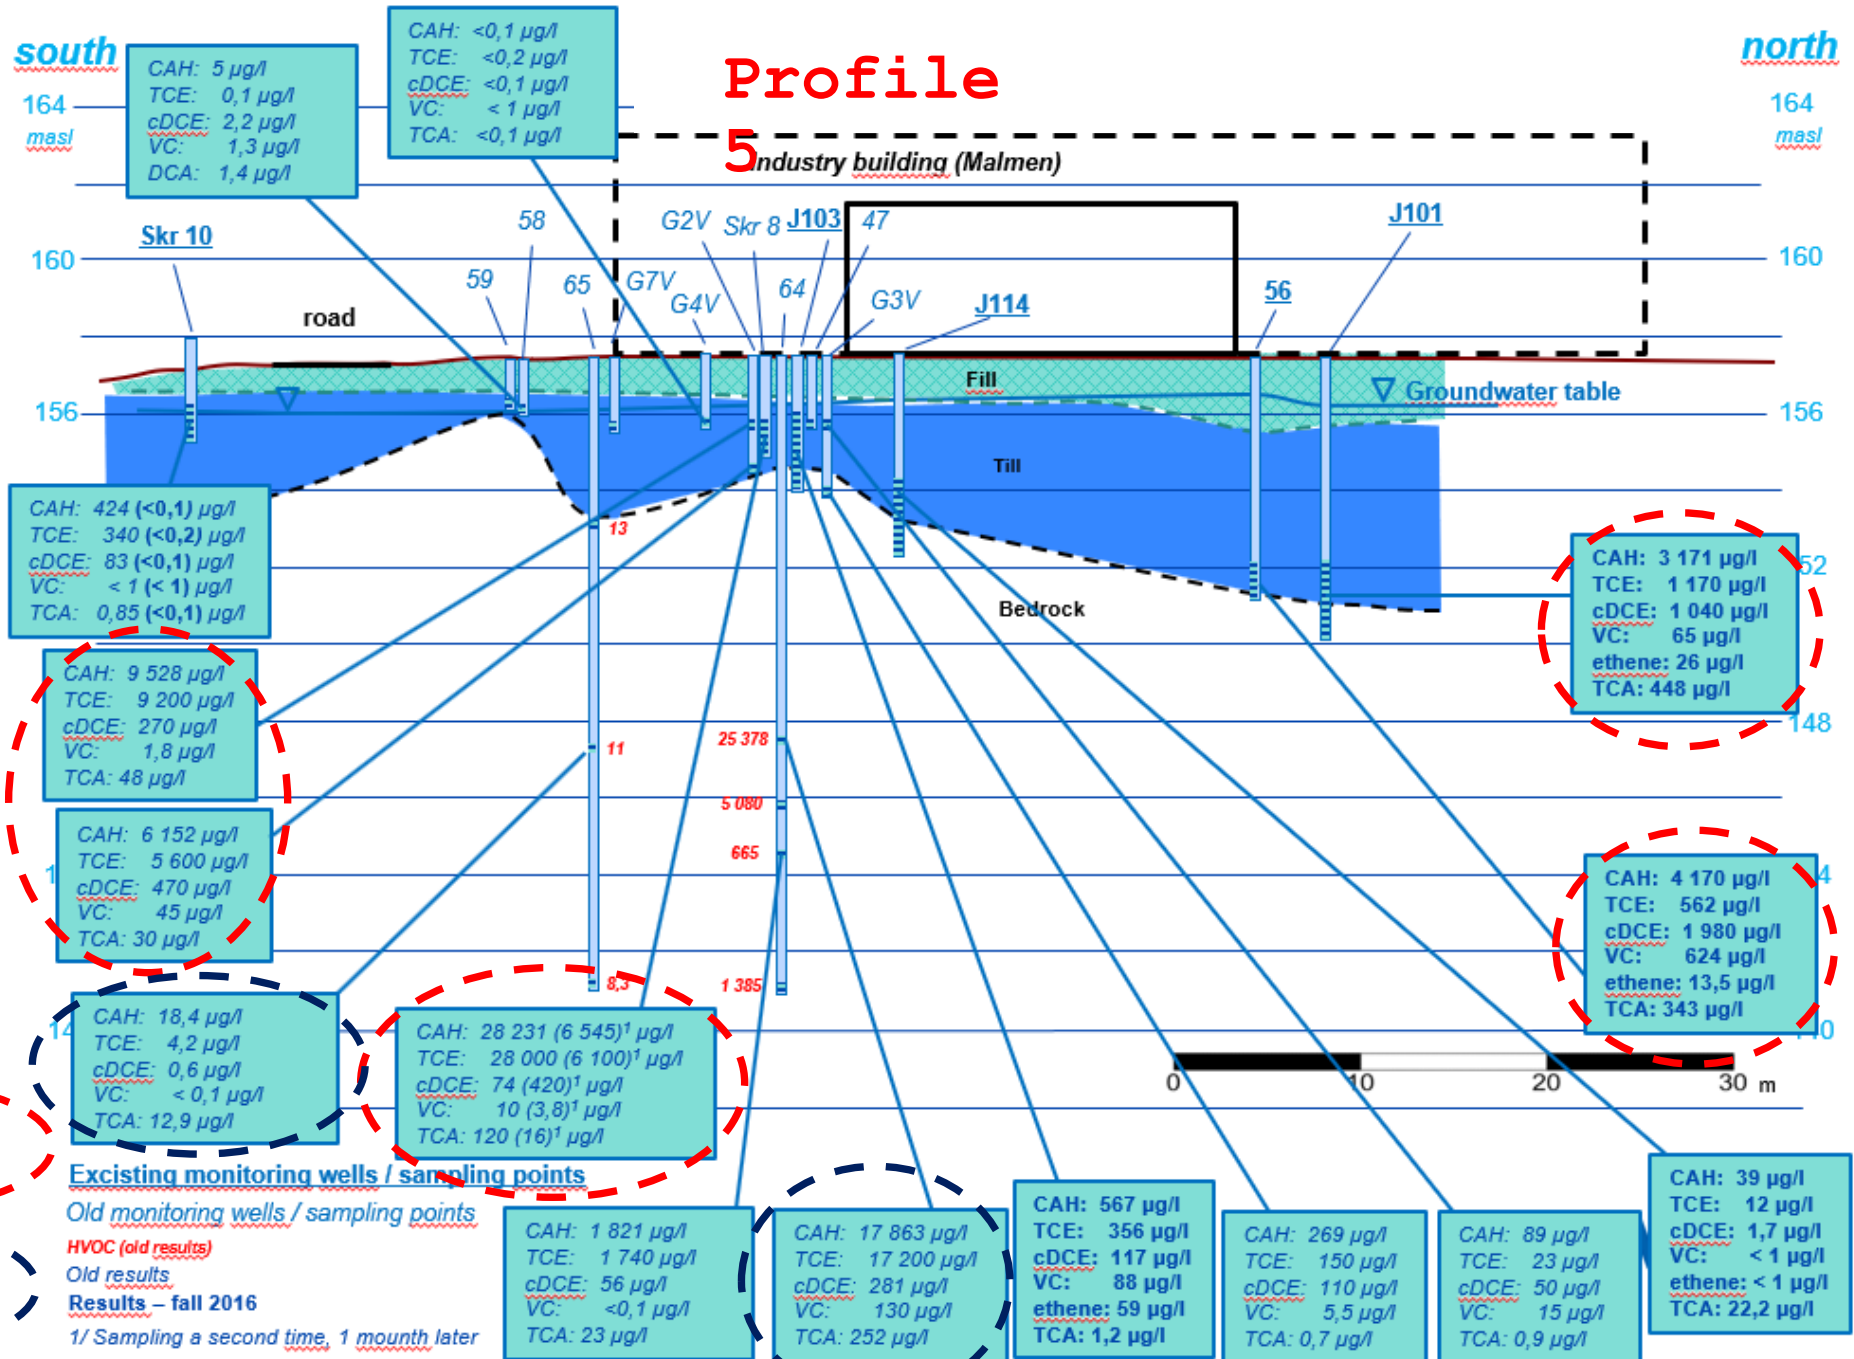 south
north
Profile
5
164
masl
164
masl
CAH: 5 µg/l
TCE: 0,1 µg/l
cDCE: 2,2 µg/l
VC: 1,3 µg/l
DCA: 1,4 µg/l
CAH: <0,1 µg/l
TCE: <0,2 µg/l
cDCE: <0,1 µg/l
VC: < 1 µg/l
TCA: <0,1 µg/l
Industry building (Malmen)
Skr 10
58
G2V
Skr 8
J103
47
J101
160
160
59
65
G7V
G4V
64
G3V
J114
56
road
Fill
Groundwater table
156
156
Till
Bedrock
CAH: 424 (<0,1) µg/l
TCE: 340 (<0,2) µg/l
cDCE: 83 (<0,1) µg/l
VC: < 1 (< 1) µg/l
TCA: 0,85 (<0,1) µg/l
13
52
CAH: 3 171 µg/l
TCE: 1 170 µg/l
cDCE: 1 040 µg/l
VC: 65 µg/l
ethene: 26 µg/l
TCA: 448 µg/l
148
CAH: 9 528 µg/l
TCE: 9 200 µg/l
cDCE: 270 µg/l
VC: 1,8 µg/l
TCA: 48 µg/l
11
25 378
5 080
665
CAH: 6 152 µg/l
TCE: 5 600 µg/l
cDCE: 470 µg/l
VC: 45 µg/l
TCA: 30 µg/l
1
4
CAH: 4 170 µg/l
TCE: 562 µg/l
cDCE: 1 980 µg/l
VC: 624 µg/l
ethene: 13,5 µg/l
TCA: 343 µg/l
8,3
1 385
14
0
CAH: 18,4 µg/l
TCE: 4,2 µg/l
cDCE: 0,6 µg/l
VC: < 0,1 µg/l
TCA: 12,9 µg/l
CAH: 28 231 (6 545)¹ µg/l
TCE: 28 000 (6 100)¹ µg/l
cDCE: 74 (420)¹ µg/l
VC: 10 (3,8)¹ µg/l
TCA: 120 (16)¹ µg/l
0 10 20 30 m
Excisting monitoring wells / sampling points
Old monitoring wells / sampling points
HVOC (old results)
Old results
Results – fall 2016
1/ Sampling a second time, 1 mounth later
CAH: 1 821 µg/l
TCE: 1 740 µg/l
cDCE: 56 µg/l
VC: <0,1 µg/l
TCA: 23 µg/l
CAH: 17 863 µg/l
TCE: 17 200 µg/l
cDCE: 281 µg/l
VC: 130 µg/l
TCA: 252 µg/l
CAH: 567 µg/l
TCE: 356 µg/l
cDCE: 117 µg/l
VC: 88 µg/l
ethene: 59 µg/l
TCA: 1,2 µg/l
CAH: 269 µg/l
TCE: 150 µg/l
cDCE: 110 µg/l
VC: 5,5 µg/l
TCA: 0,7 µg/l
CAH: 89 µg/l
TCE: 23 µg/l
cDCE: 50 µg/l
VC: 15 µg/l
TCA: 0,9 µg/l
CAH: 39 µg/l
TCE: 12 µg/l
cDCE: 1,7 µg/l
VC: < 1 µg/l
ethene: < 1 µg/l
TCA: 22,2 µg/l